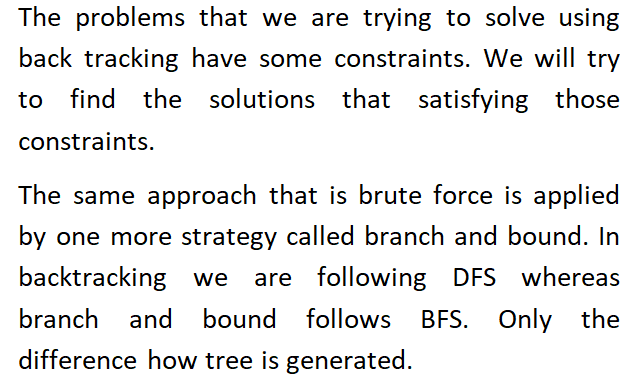 The problems that we are trying to solve using
back tracking have some constraints. We will try
to find the solutions that satisfying those
constraints.
The same approach that is brute force is applied
by one more strategy called branch and bound. In
backtracking we are following DFS whereas
branch and bound follows BFS. Only the
difference how tree is generated.